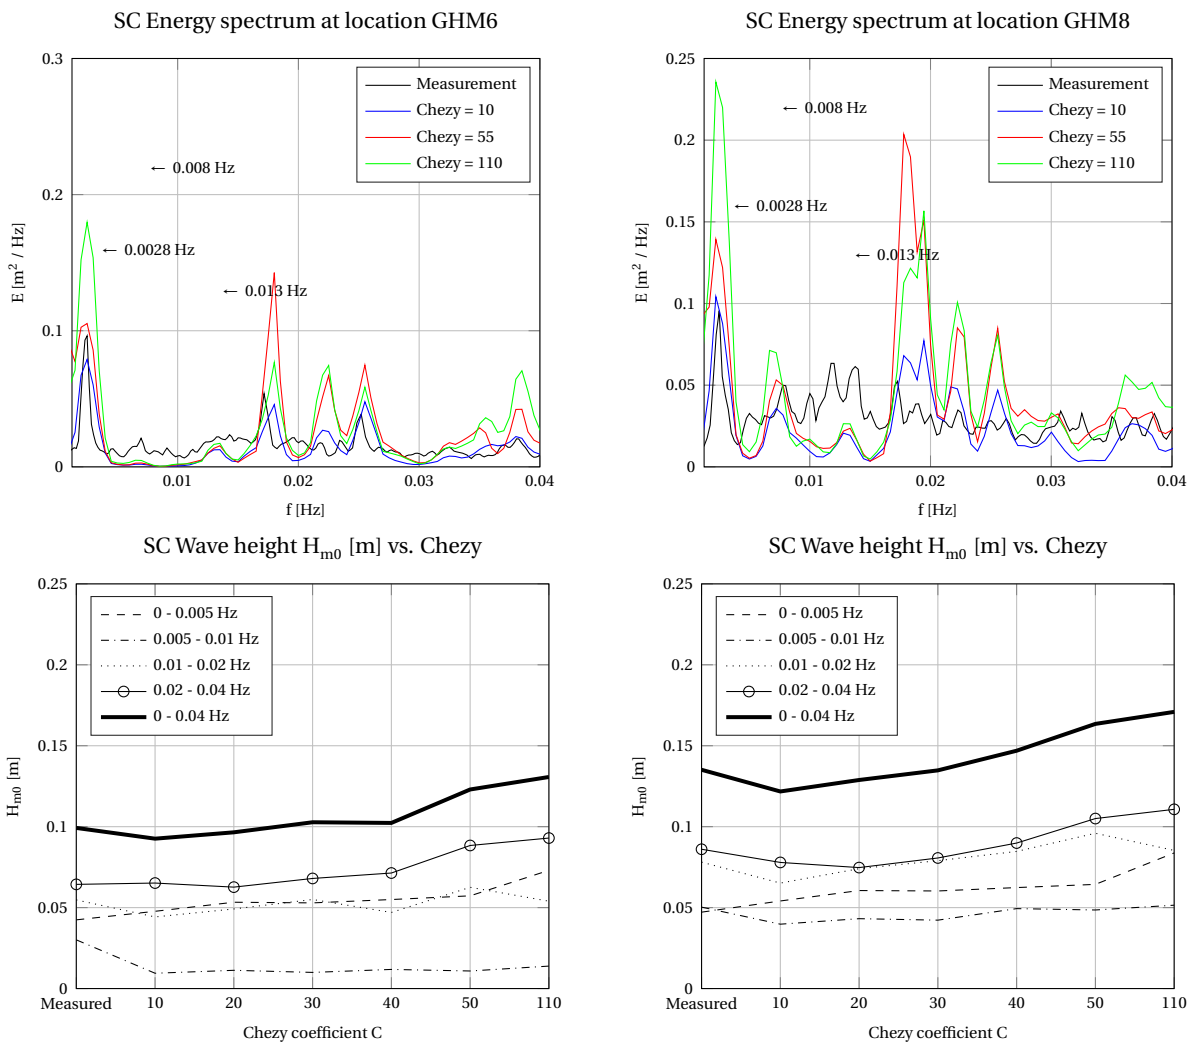 SC Energy spectrum at location GHM6
0.3
0.2
0.1
0
E [m² / Hz]
Measurement
Chezy = 10
Chezy = 55
Chezy = 110
← 0.008 Hz
← 0.0028 Hz
← 0.013 Hz
0.01 0.02 0.03 0.04
f [Hz]
SC Energy spectrum at location GHM8
0.25
0.2
0.15
0.1
0.05
0
E [m² / Hz]
Measurement
Chezy = 10
Chezy = 55
Chezy = 110
← 0.008 Hz
← 0.0028 Hz
← 0.013 Hz
0.01 0.02 0.03 0.04
f [Hz]
SC Wave height Hm0 [m] vs. Chezy
0.25
0.2
0.15
0.1
0.05
0
Hm0 [m]
0 - 0.005 Hz
0.005 - 0.01 Hz
0.01 - 0.02 Hz
0.02 - 0.04 Hz
0 - 0.04 Hz
Measured 10 20 30 40 50 110
Chezy coefficient C
SC Wave height Hm0 [m] vs. Chezy
0.25
0.2
0.15
0.1
0.05
0
Hm0 [m]
0 - 0.005 Hz
0.005 - 0.01 Hz
0.01 - 0.02 Hz
0.02 - 0.04 Hz
0 - 0.04 Hz
Measured 10 20 30 40 50 110
Chezy coefficient C